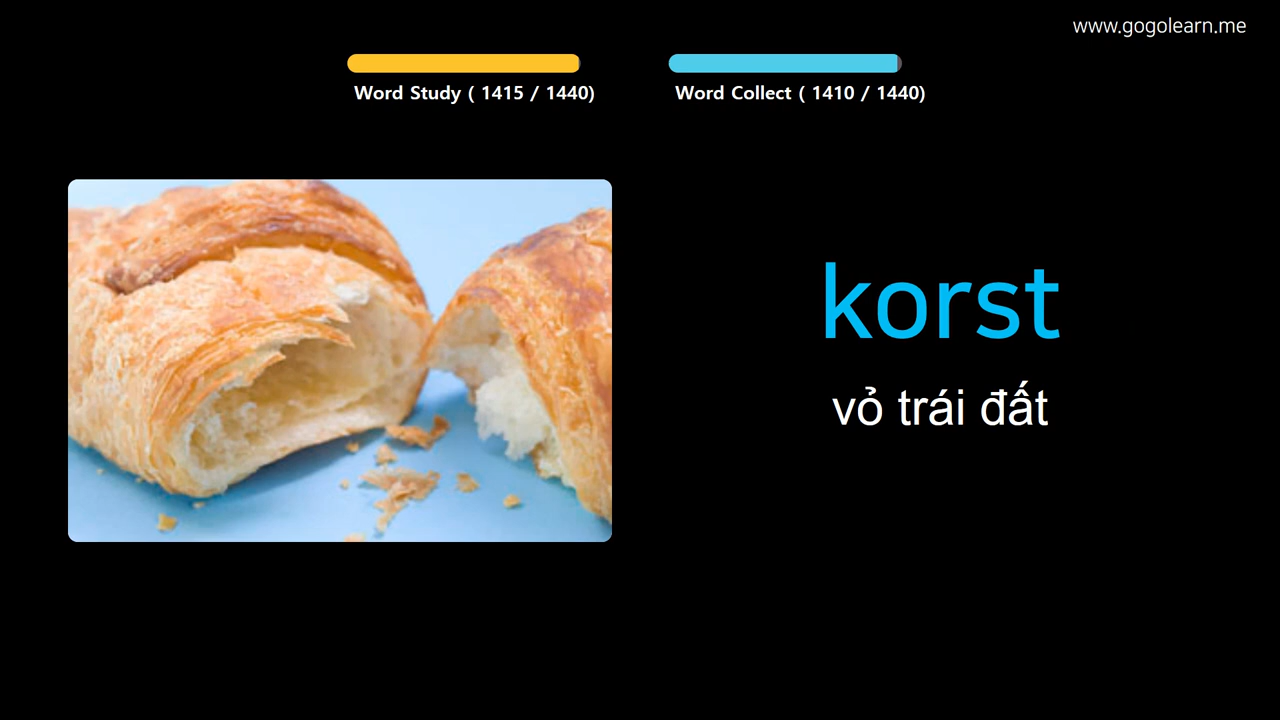 www.gogolearn.me
Word Study ( 1415 / 1440)
Word Collect ( 1410 / 1440)
korst
vỏ trái đất